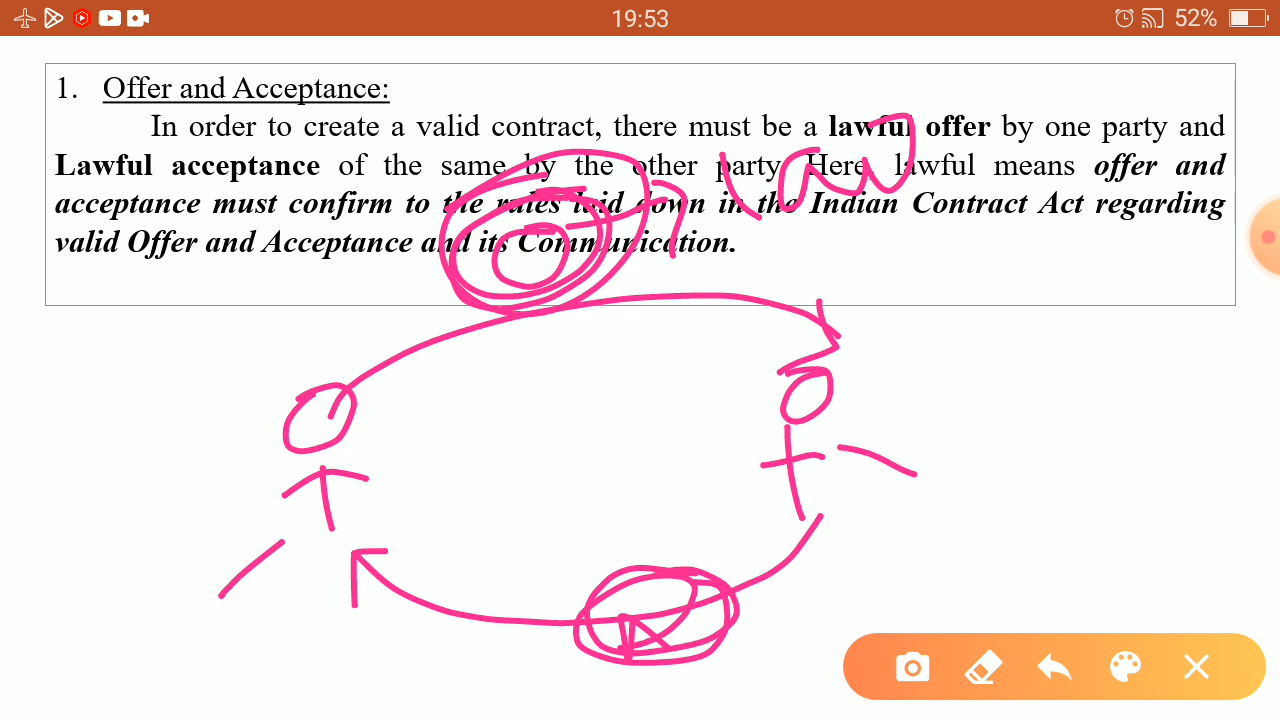 19:53
52%
1. Offer and Acceptance:
In order to create a valid contract, there must be a lawful offer by one party and
Lawful acceptance of the same by the other party. Here, lawful means offer and
acceptance must confirm to the rules laid down in the Indian Contract Act regarding
valid Offer and Acceptance and its Communication.
law